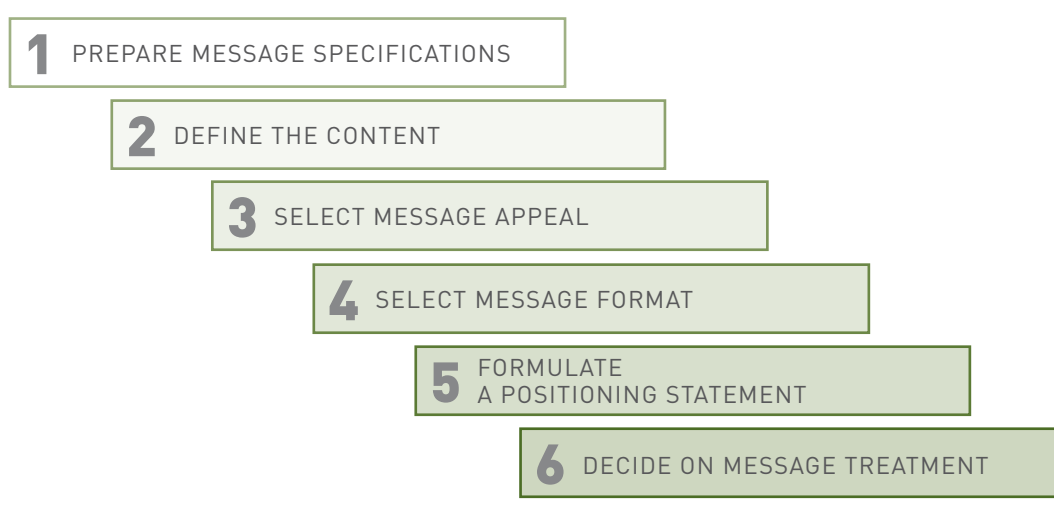 1 PREPARE MESSAGE SPECIFICATIONS
2 DEFINE THE CONTENT
3 SELECT MESSAGE APPEAL
4 SELECT MESSAGE FORMAT
5 FORMULATE
A POSITIONING STATEMENT
6 DECIDE ON MESSAGE TREATMENT